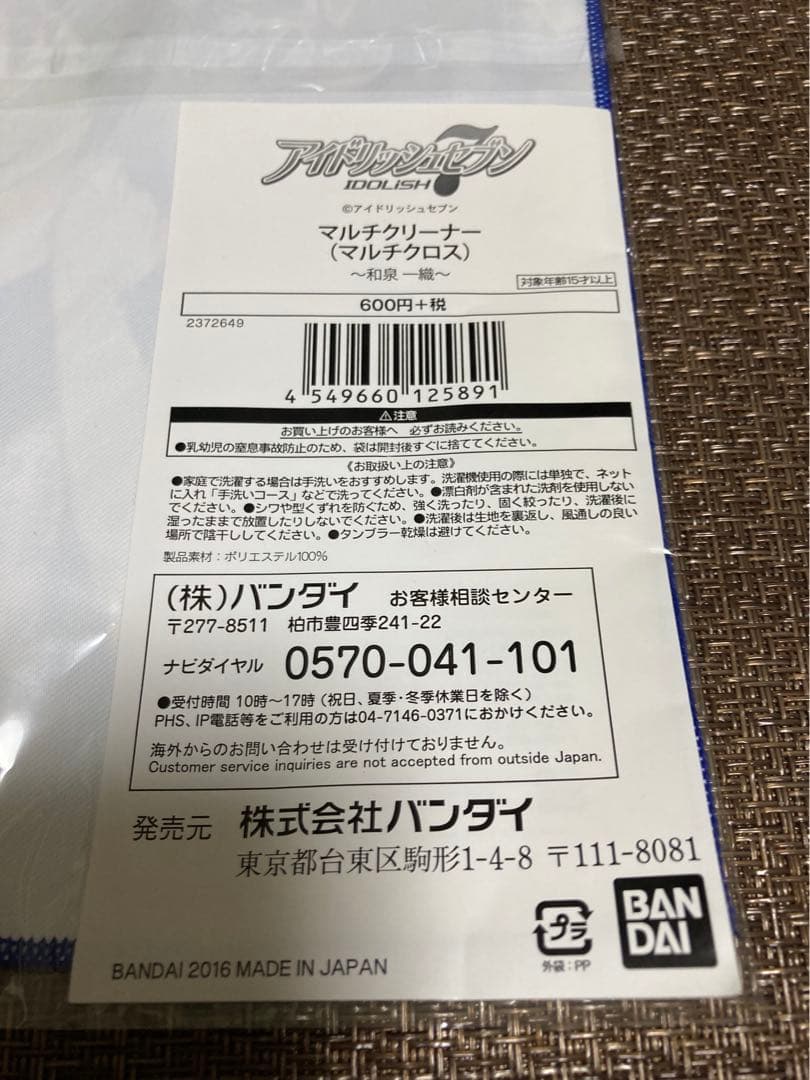 アイドリッシュセブン
IDOLiSH7
©アイドリッシュセブン
マルチクリーナー
(マルチクロス)
～和泉 一織～
対象年齢15才以上
600円+税
2372649
4 549660 125891
⚠注意
お買い上げのお客様へ 必ずお読みください。
●乳幼児の窒息事故防止のため、袋は開封後すぐに捨ててください。
《お取扱い上の注意》
●家庭で洗濯する場合は手洗いをおすすめします。洗濯機使用の際には単独で、ネット
に入れ「手洗いコース」などで洗ってください。●漂白剤が含まれた洗剤を使用しない
でください。●シワや型くずれを防ぐため、強く洗ったり、固く絞ったり、洗濯後に
湿ったままで放置したりしないでください。●洗濯後は生地を裏返し、風通しの良い
場所で陰干ししてください。●タンブラー乾燥は避けてください。
製品素材：ポリエステル100%
(株)バンダイ お客様相談センター
〒277-8511 柏市豊四季241-22
ナビダイヤル 0570-041-101
●受付時間 10時～17時(祝日、夏季・冬季休業日を除く)
PHS、IP電話等をご利用の方は04-7146-0371におかけください。
海外からのお問い合わせは受け付けておりません。
Customer service inquiries are not accepted from outside Japan.
発売元 株式会社バンダイ
東京都台東区駒形1-4-8 〒111-8081
プラ
外袋：PP
BAN
DAI
BANDAI 2016 MADE IN JAPAN